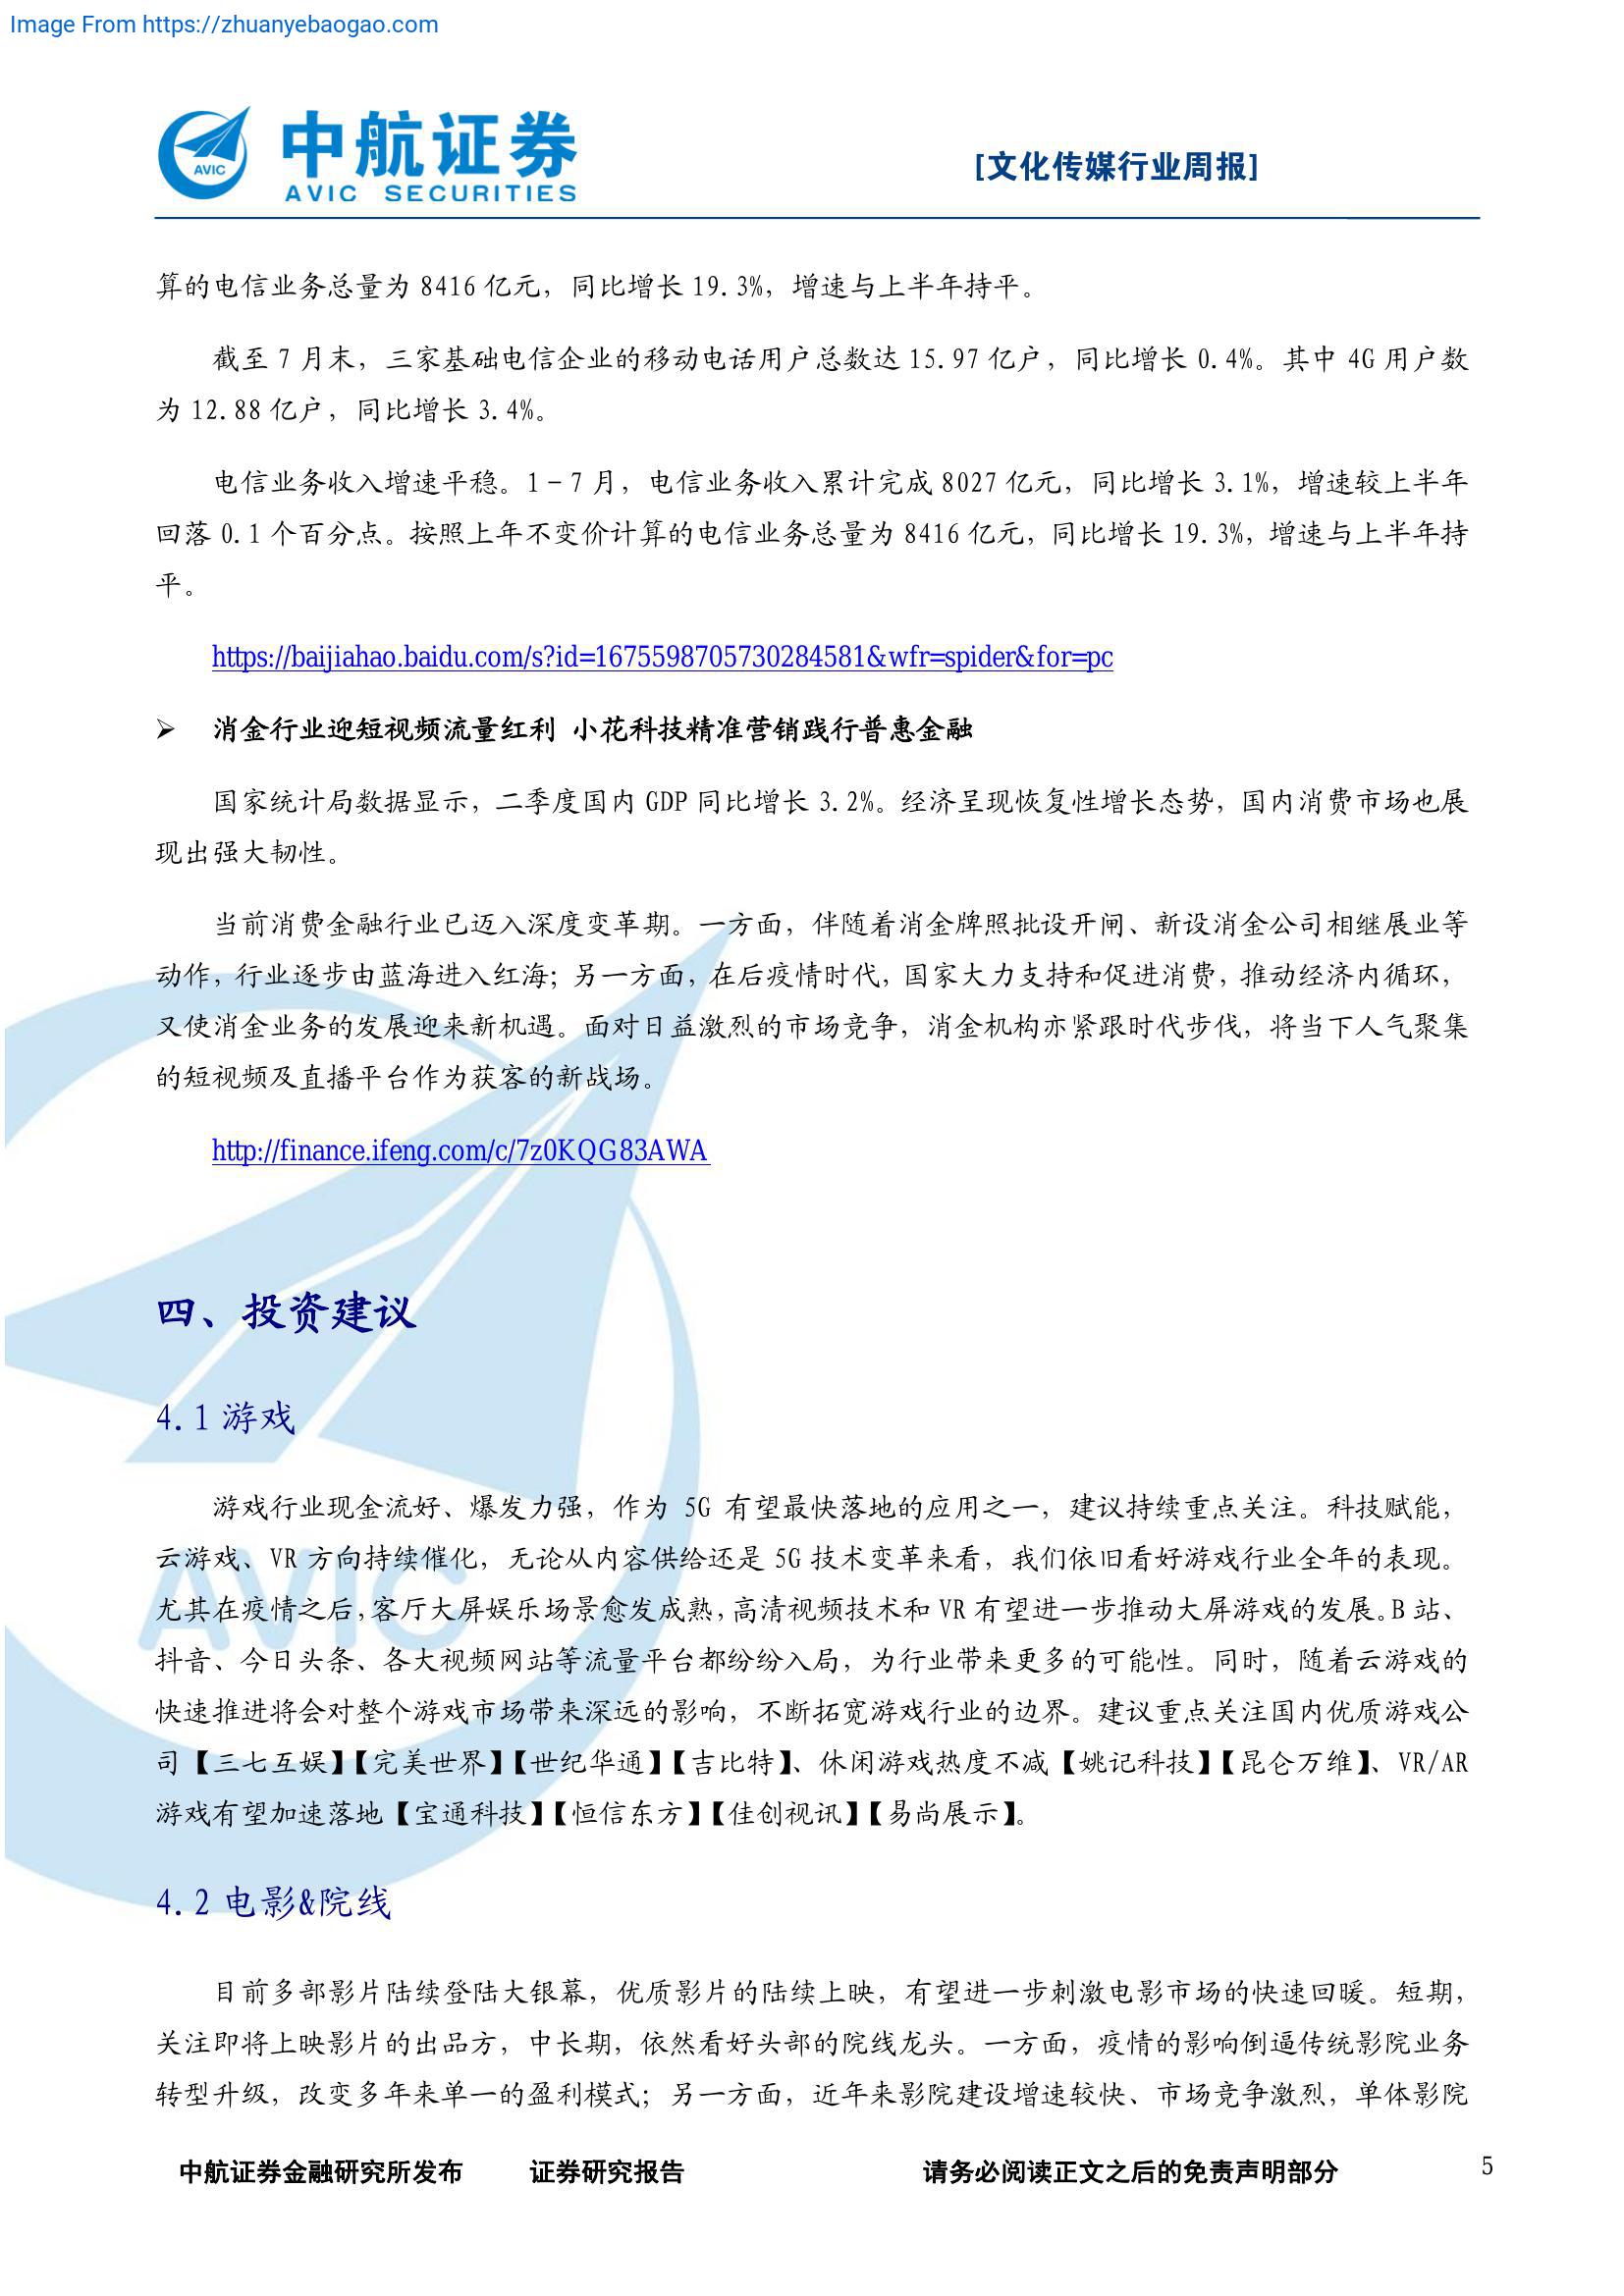 Image From https://zhuanyebaogao.com
中航证券
AVIC SECURITIES
AVIC
[文化传媒行业周报]
算的电信业务总量为 8416 亿元，同比增长 19.3%，增速与上半年持平。
截至 7 月末，三家基础电信企业的移动电话用户总数达 15.97 亿户，同比增长 0.4%。其中 4G 用户数
为 12.88 亿户，同比增长 3.4%。
电信业务收入增速平稳。1－7 月，电信业务收入累计完成 8027 亿元，同比增长 3.1%，增速较上半年
回落 0.1 个百分点。按照上年不变价计算的电信业务总量为 8416 亿元，同比增长 19.3%，增速与上半年持
平。
https://baijiahao.baidu.com/s?id=1675598705730284581&wfr=spider&for=pc
➢ 消金行业迎短视频流量红利 小花科技精准营销践行普惠金融
国家统计局数据显示，二季度国内 GDP 同比增长 3.2%。经济呈现恢复性增长态势，国内消费市场也展
现出强大韧性。
当前消费金融行业已迈入深度变革期。一方面，伴随着消金牌照批设开闸、新设消金公司相继展业等
动作，行业逐步由蓝海进入红海；另一方面，在后疫情时代，国家大力支持和促进消费，推动经济内循环，
又使消金业务的发展迎来新机遇。面对日益激烈的市场竞争，消金机构亦紧跟时代步伐，将当下人气聚集
的短视频及直播平台作为获客的新战场。
http://finance.ifeng.com/c/7z0KQG83AWA
四、投资建议
4.1 游戏
游戏行业现金流好、爆发力强，作为 5G 有望最快落地的应用之一，建议持续重点关注。科技赋能，
云游戏、VR 方向持续催化，无论从内容供给还是 5G 技术变革来看，我们依旧看好游戏行业全年的表现。
尤其在疫情之后，客厅大屏娱乐场景愈发成熟，高清视频技术和 VR 有望进一步推动大屏游戏的发展。B 站、
抖音、今日头条、各大视频网站等流量平台都纷纷入局，为行业带来更多的可能性。同时，随着云游戏的
快速推进将会对整个游戏市场带来深远的影响，不断拓宽游戏行业的边界。建议重点关注国内优质游戏公
司【三七互娱】【完美世界】【世纪华通】【吉比特】、休闲游戏热度不减【姚记科技】【昆仑万维】、VR/AR
游戏有望加速落地【宝通科技】【恒信东方】【佳创视讯】【易尚展示】。
AVIC
4.2 电影&院线
目前多部影片陆续登陆大银幕，优质影片的陆续上映，有望进一步刺激电影市场的快速回暖。短期，
关注即将上映影片的出品方，中长期，依然看好头部的院线龙头。一方面，疫情的影响倒逼传统影院业务
转型升级，改变多年来单一的盈利模式；另一方面，近年来影院建设增速较快、市场竞争激烈，单体影院
中航证券金融研究所发布 证券研究报告 请务必阅读正文之后的免责声明部分 5